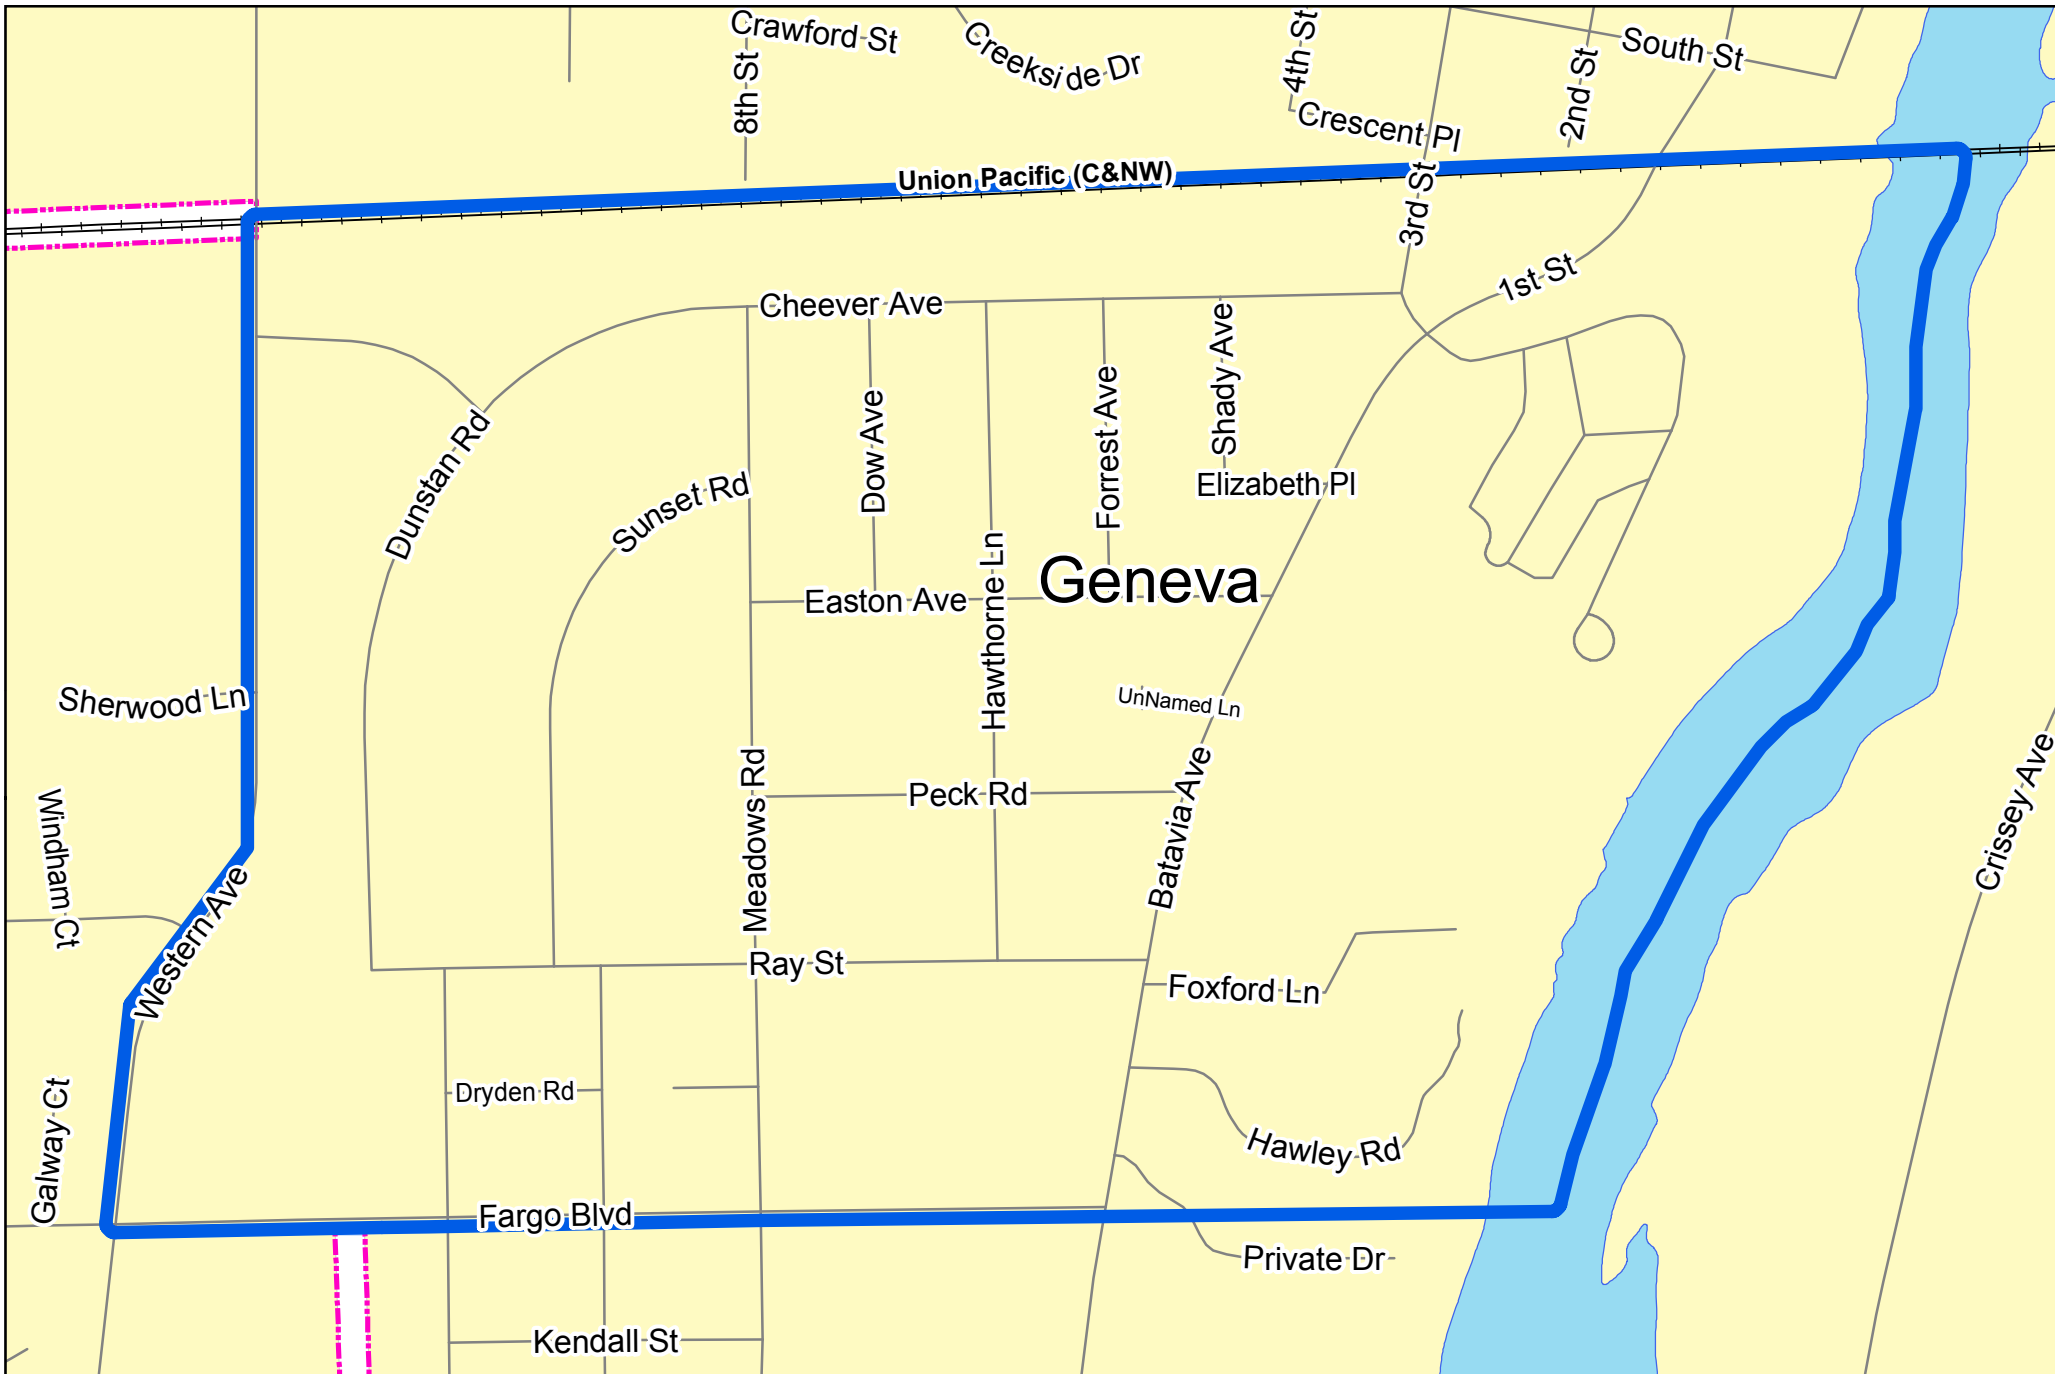 Crawford St
Creekside Dr
4th St
South St
8th St
2nd St
Crescent Pl
Union Pacific (C&NW)
3rd St
1st St
Cheever Ave
Shady Ave
Dow Ave
Forrest Ave
Dunstan Rd
Sunset Rd
Elizabeth Pl
Hawthorne Ln
Geneva
Easton Ave
Sherwood Ln
UnNamed Ln
Meadows Rd
Batavia Ave
Crissey Ave
Peck Rd
Windham Ct
Western Ave
Ray St
Foxford Ln
Dryden Rd
Galway Ct
Hawley Rd
Fargo Blvd
Private Dr
Kendall St